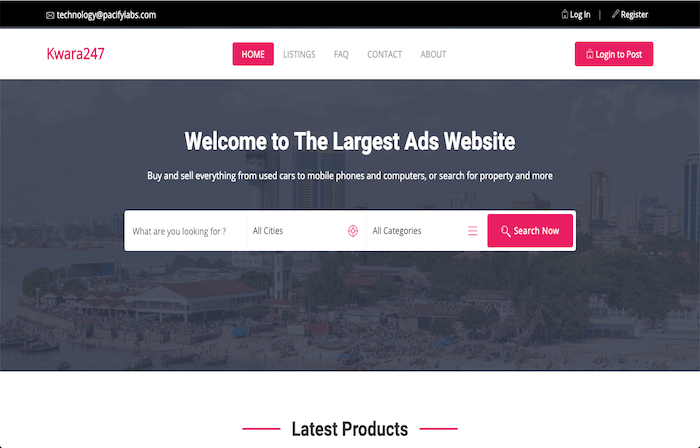 technology@pacifylabs.com
Log In | Register
Kwara247
HOME LISTINGS FAQ CONTACT ABOUT
Login to Post
Welcome to The Largest Ads Website
Buy and sell everything from used cars to mobile phones and computers, or search for property and more
What are you looking for ? All Cities All Categories Search Now
Latest Products